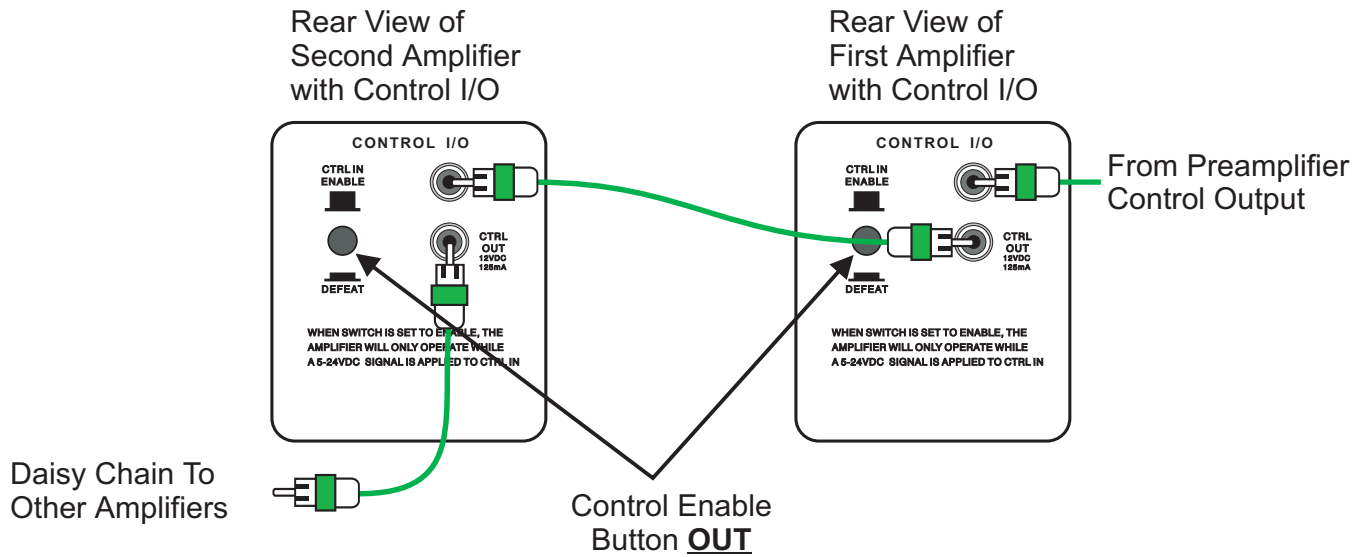 Rear View of
Second Amplifier
with Control I/O
Rear View of
First Amplifier
with Control I/O
CONTROL I/O
CTRL IN
ENABLE
DEFEAT
CTRL
OUT
12VDC
125mA
WHEN SWITCH IS SET TO ENABLE, THE
AMPLIFIER WILL ONLY OPERATE WHILE
A 5-24VDC SIGNAL IS APPLIED TO CTRL IN
CONTROL I/O
CTRL IN
ENABLE
DEFEAT
CTRL
OUT
12VDC
125mA
WHEN SWITCH IS SET TO ENABLE, THE
AMPLIFIER WILL ONLY OPERATE WHILE
A 5-24VDC SIGNAL IS APPLIED TO CTRL IN
From Preamplifier
Control Output
Daisy Chain To
Other Amplifiers
Control Enable
Button OUT